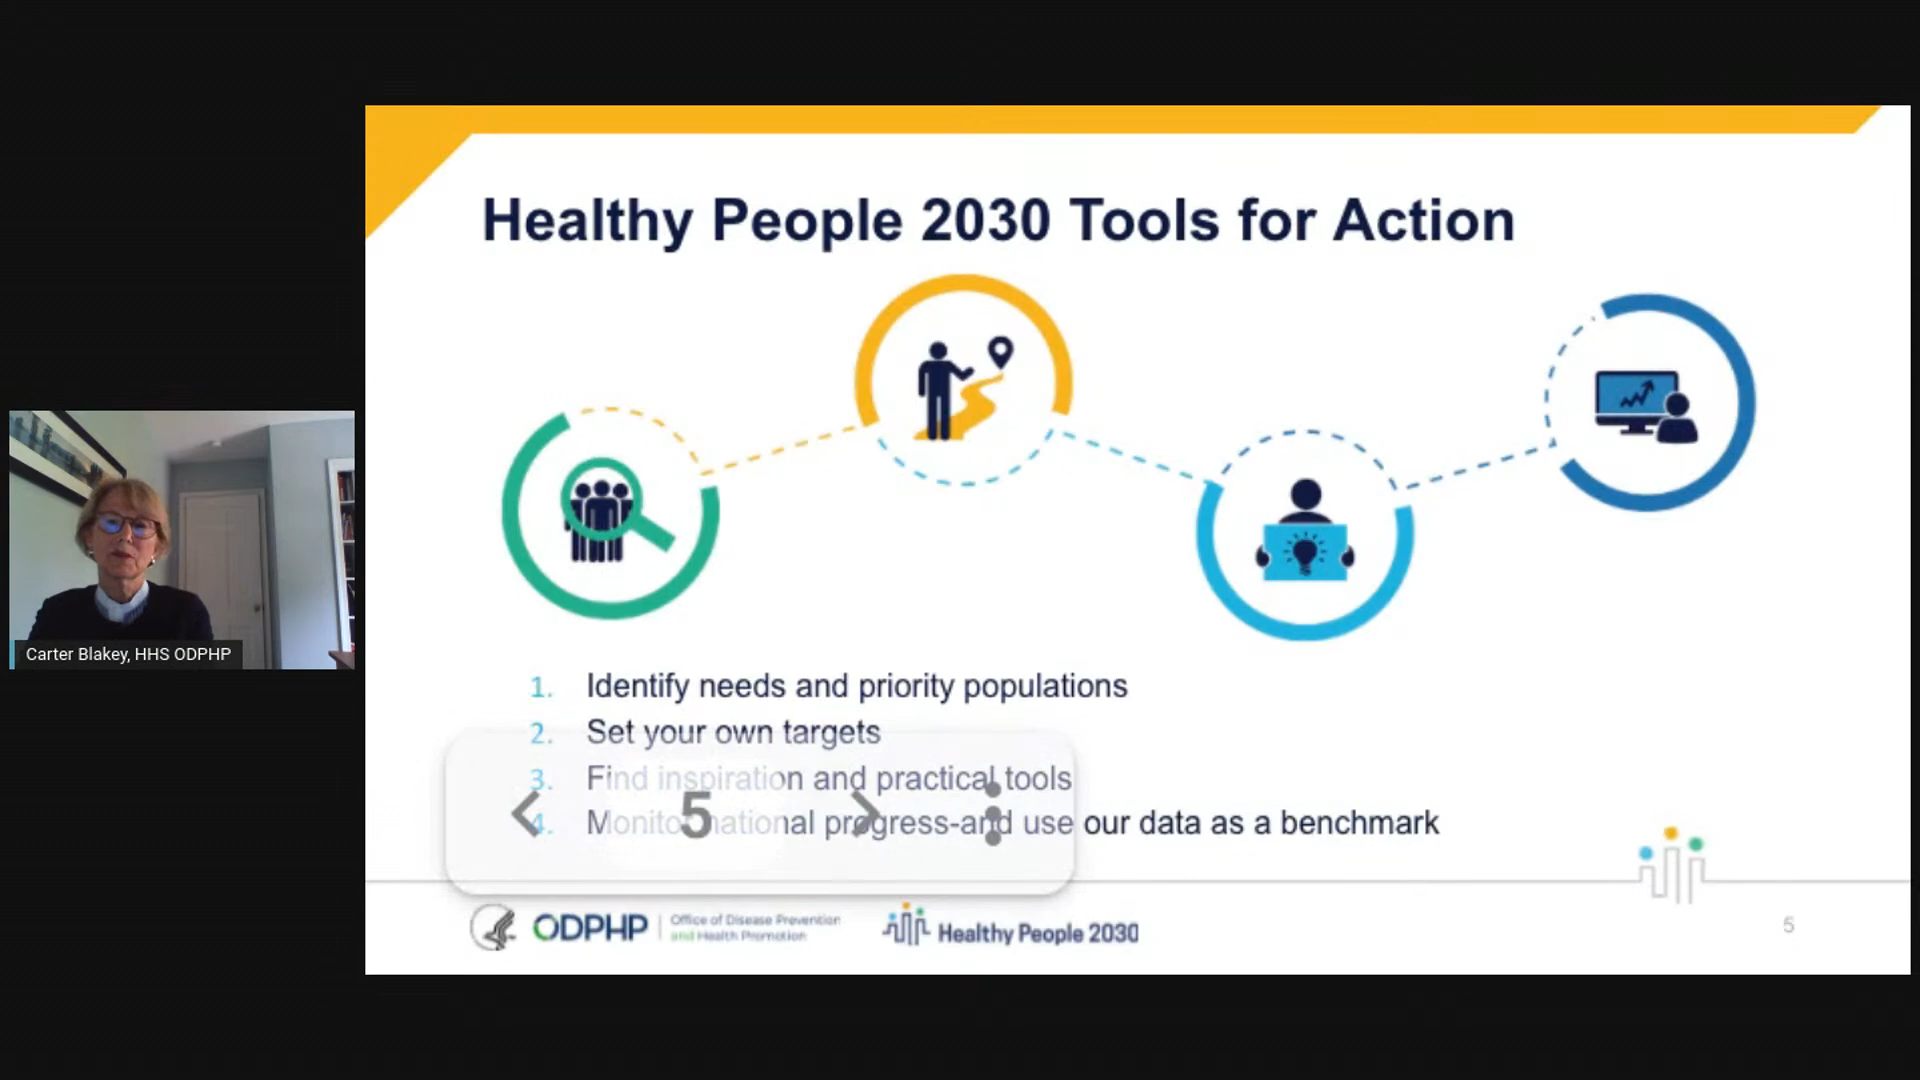 Healthy People 2030 Tools for Action
Carter Blakey, HHS ODPHP
1. Identify needs and priority populations
2. Set your own targets
3. Find inspiration and practical tools
4. Monitor national progress-and use our data as a benchmark
5
ODPHP
Office of Disease Prevention
and Health Promotion
Healthy People 2030
5